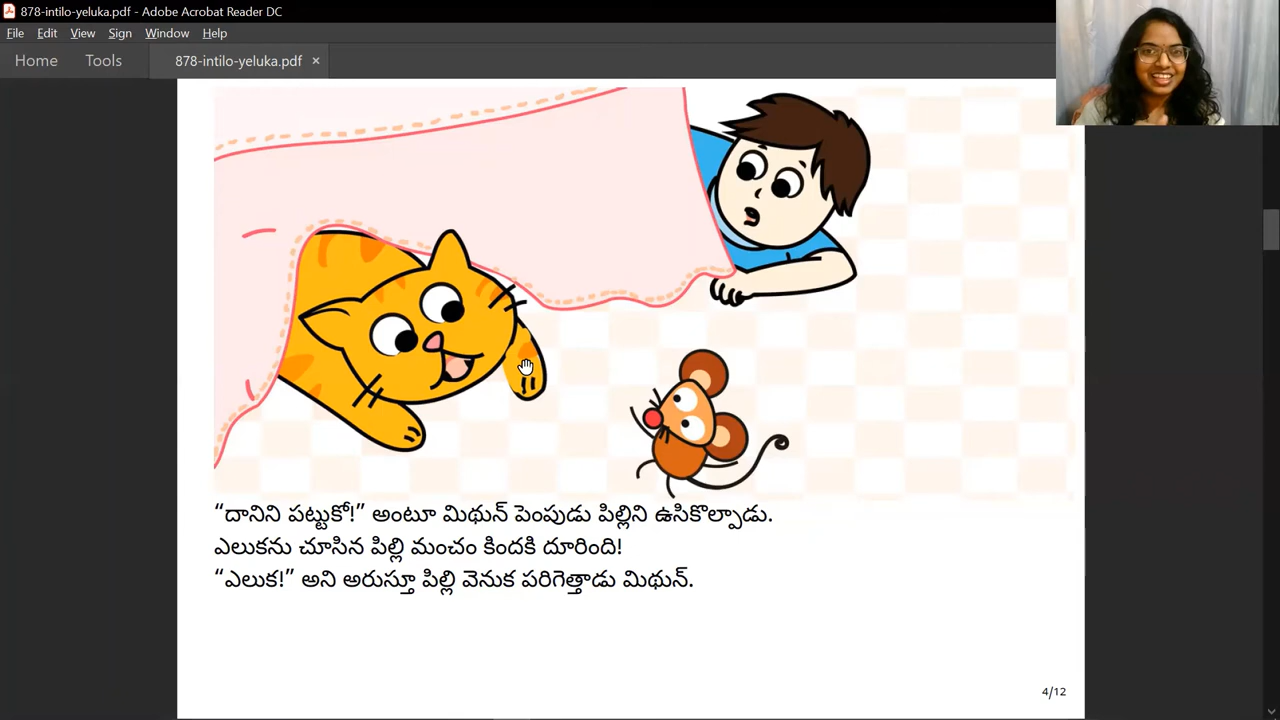 878-intilo-yeluka.pdf - Adobe Acrobat Reader DC
File Edit View Sign Window Help
Home Tools 878-intilo-yeluka.pdf ×
“దానిని పట్టుకో!” అంటూ మిథున్ పెంపుడు పిల్లిని ఉసికొల్పాడు.
ఎలుకను చూసిన పిల్లి మంచం కిందకి దూరింది!
“ఎలుక!” అని అరుస్తూ పిల్లి వెనుక పరిగెత్తాడు మిథున్.
4/12